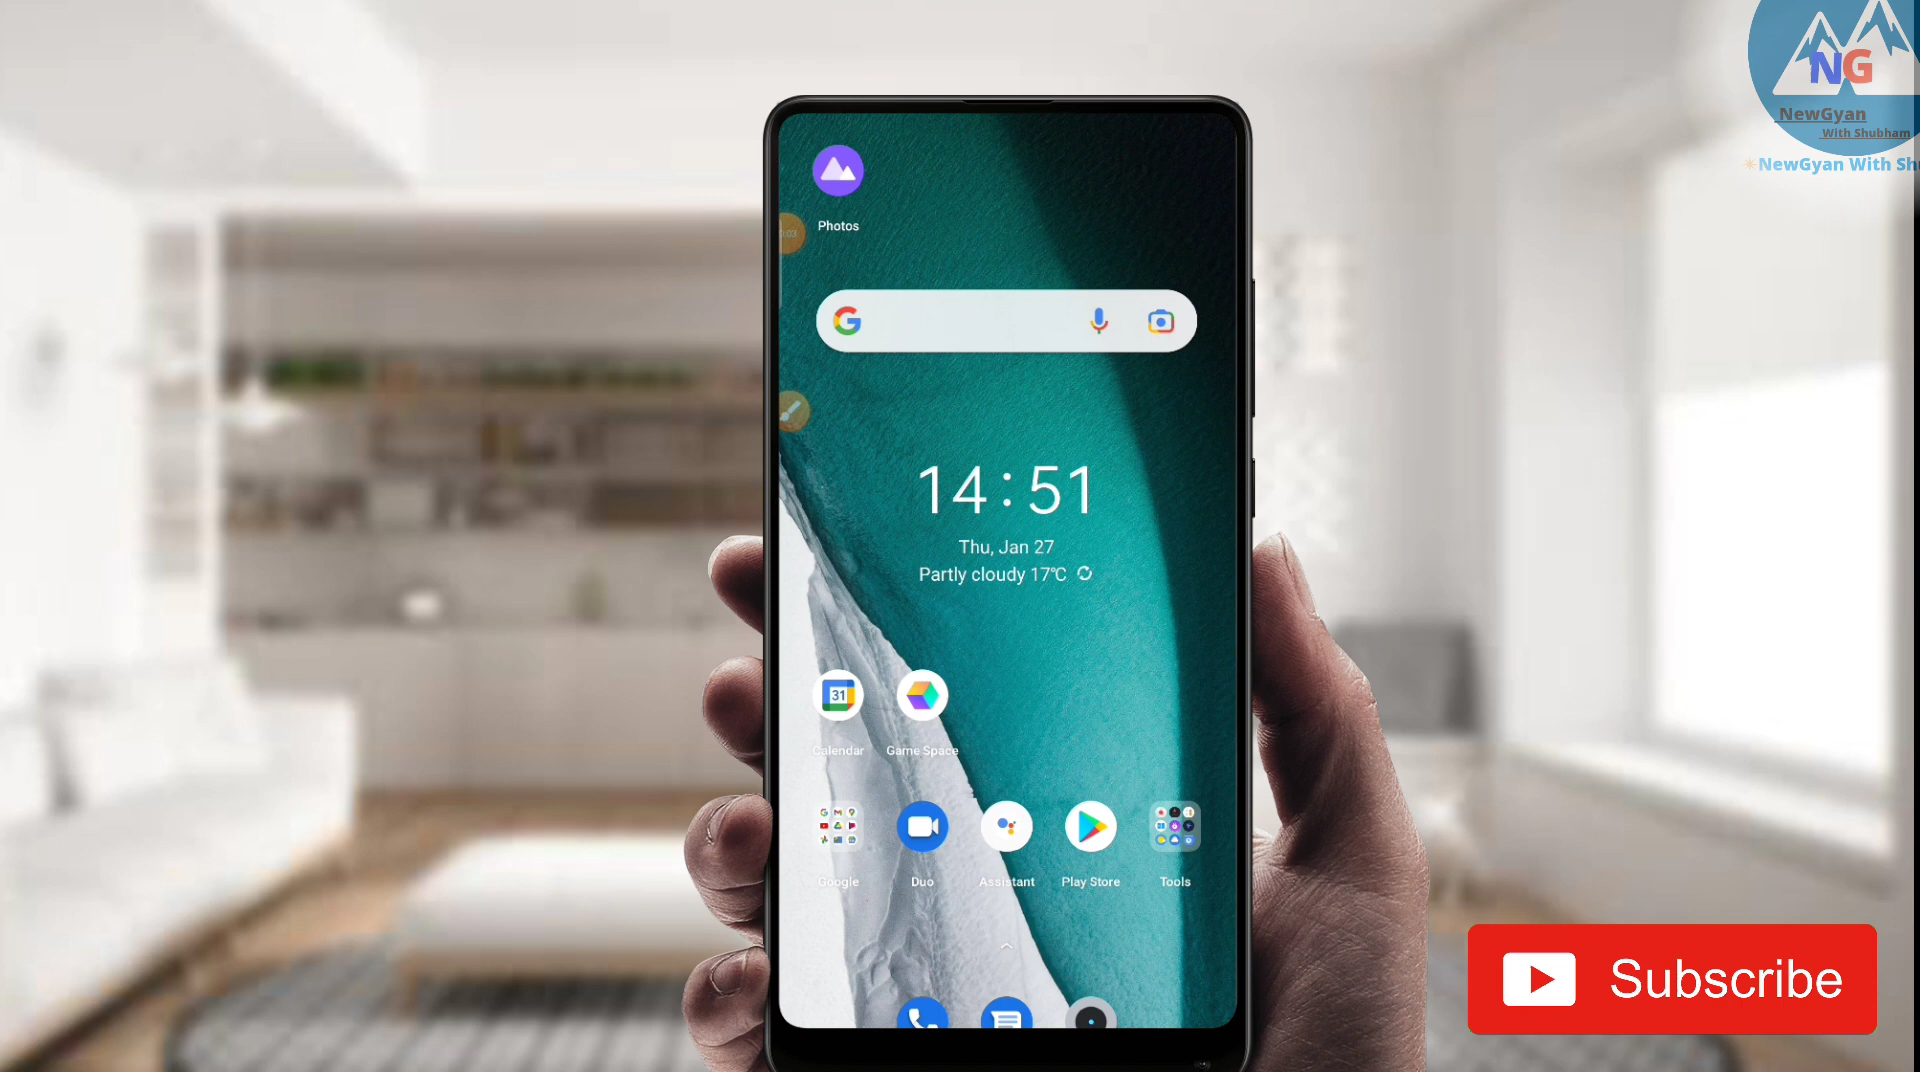 NG
NewGyan
With Shubham
NewGyan With Sh
Photos
14:51
Thu, Jan 27
Partly cloudy 17°C
31
Calendar
Game Space
Google
Duo
Assistant
Play Store
Tools
Subscribe